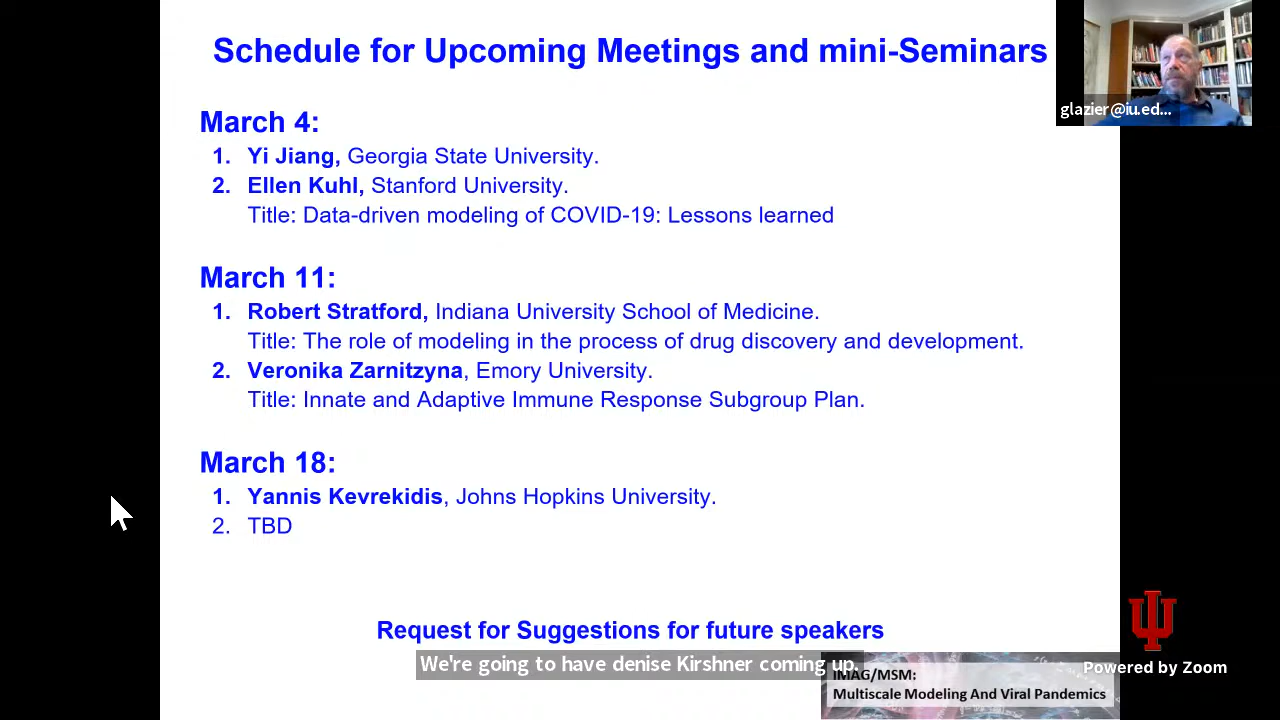 Schedule for Upcoming Meetings and mini-Seminars
glazier@iu.ed...
March 4:
1. Yi Jiang, Georgia State University.
2. Ellen Kuhl, Stanford University.
Title: Data-driven modeling of COVID-19: Lessons learned
March 11:
1. Robert Stratford, Indiana University School of Medicine.
Title: The role of modeling in the process of drug discovery and development.
2. Veronika Zarnitzyna, Emory University.
Title: Innate and Adaptive Immune Response Subgroup Plan.
March 18:
1. Yannis Kevrekidis, Johns Hopkins University.
2. TBD
Request for Suggestions for future speakers
We're going to have denise Kirshner coming up.
IMAG/MSM:
Multiscale Modeling And Viral Pandemics
Powered by Zoom